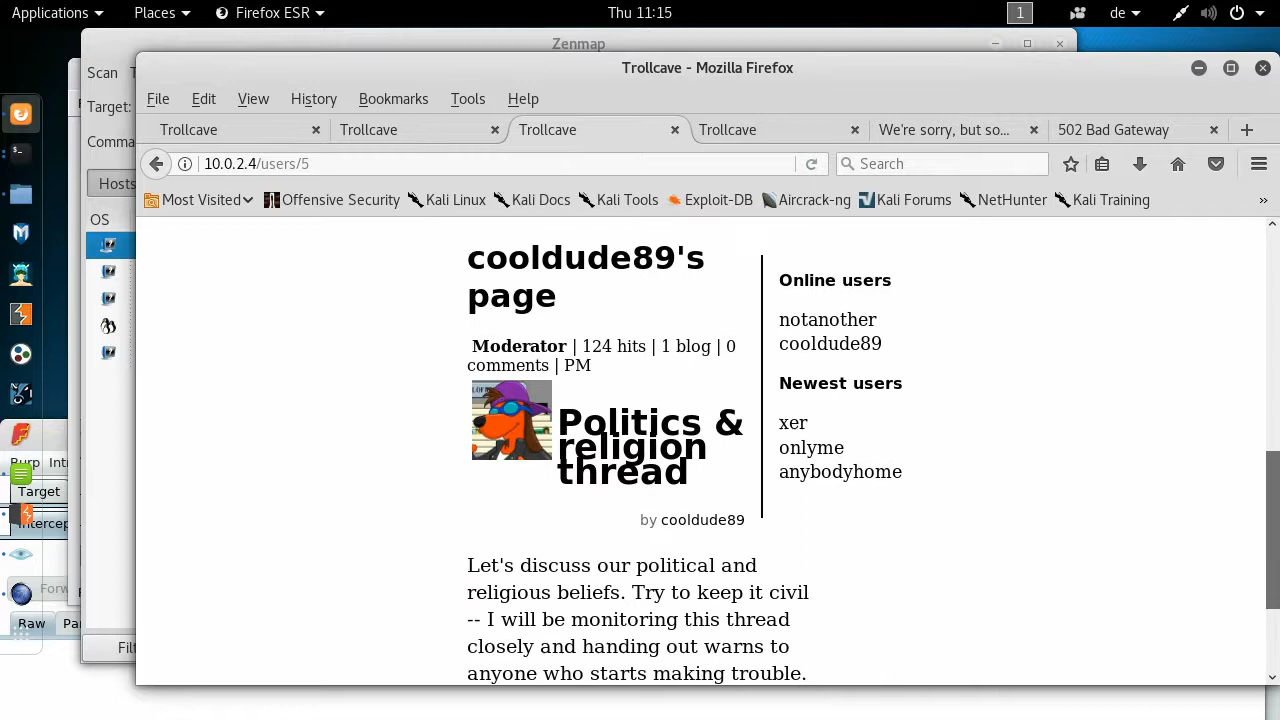 Applications Places Firefox ESR Thu 11:15 1 de
Zenmap
Trollcave - Mozilla Firefox
Scan
File Edit View History Bookmarks Tools Help
Target:
Trollcave Trollcave Trollcave Trollcave We're sorry, but so... 502 Bad Gateway
10.0.2.4/users/5 Search
Hosts
Most Visited Offensive Security Kali Linux Kali Docs Kali Tools Exploit-DB Aircrack-ng Kali Forums NetHunter Kali Training »
OS
cooldude89's
page
Moderator | 124 hits | 1 blog | 0
comments | PM
Politics &
religion
thread
by cooldude89
Let's discuss our political and
religious beliefs. Try to keep it civil
-- I will be monitoring this thread
closely and handing out warns to
anyone who starts making trouble.
Online users
notanother
cooldude89
Newest users
xer
onlyme
anybodyhome
Target
Raw